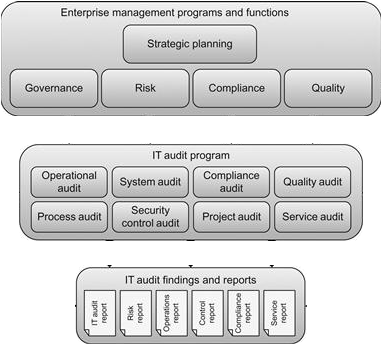 Enterprise management programs and functions
Strategic planning
Governance
Risk
Compliance
Quality
IT audit program
Operational
audit
System audit
Compliance
audit
Quality audit
Process audit
Security
control audit
Project audit
Service audit
IT audit findings and reports
IT audit
report
Risk
report
Operations
report
Control
report
Compliance
report
Service
report